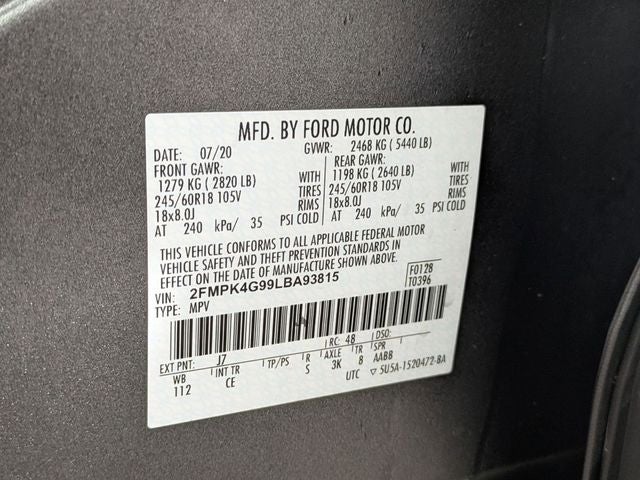 MFD. BY FORD MOTOR CO.
DATE: 07/20 GVWR: 2468 KG (5440 LB)
FRONT GAWR: REAR GAWR:
1279 KG (2820 LB) WITH 1198 KG (2640 LB) WITH
245/60R18 105V TIRES 245/60R18 105V TIRES
18x8.0J RIMS 18x8.0J RIMS
AT 240 kPa/ 35 PSI COLD AT 240 kPa/ 35 PSI COLD
THIS VEHICLE CONFORMS TO ALL APPLICABLE FEDERAL MOTOR
VEHICLE SAFETY AND THEFT PREVENTION STANDARDS IN
EFFECT ON THE DATE OF MANUFACTURE SHOWN ABOVE.
VIN: 2FMPK4G99LBA93815 F0128
TYPE: MPV T0396
EXT PNT: J7 RC: 48 DSO:
WB INT TR TP/PS R AXLE TR SPR
112 CE S 3K 8 AABB
UTC ▽ 5U5A-1520472-BA